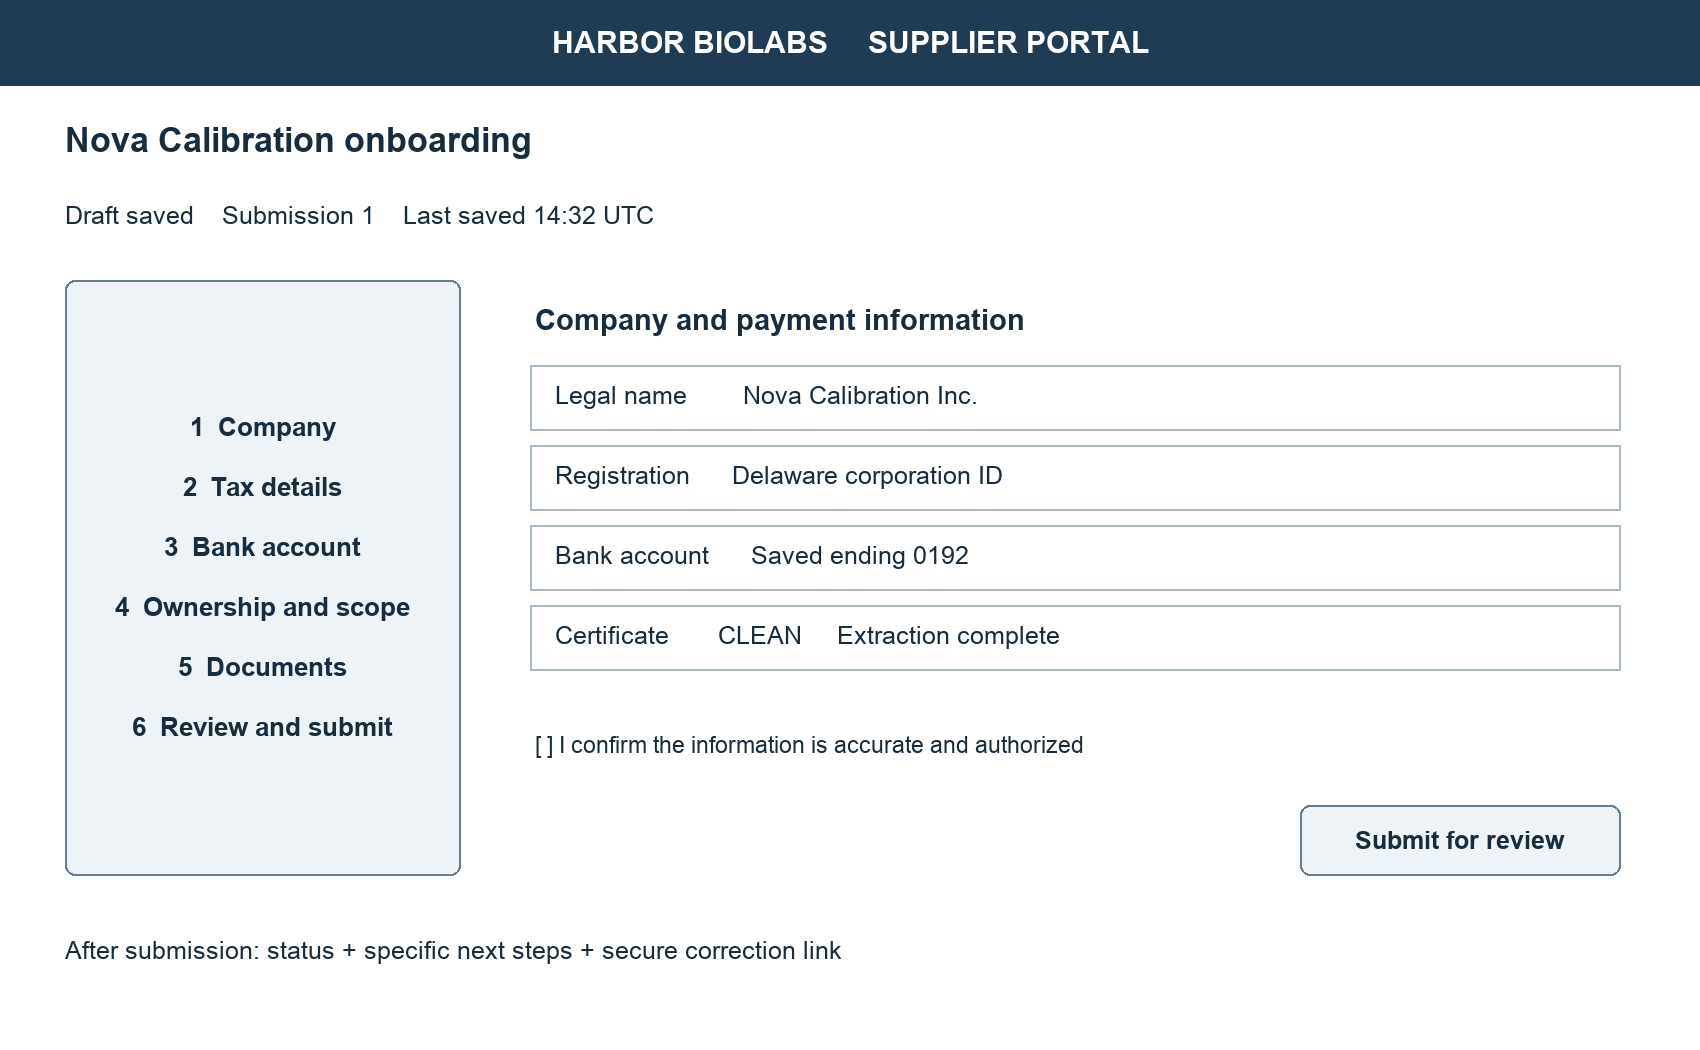 HARBOR BIOLABS SUPPLIER PORTAL
Nova Calibration onboarding
Draft saved Submission 1 Last saved 14:32 UTC
1 Company
2 Tax details
3 Bank account
4 Ownership and scope
5 Documents
6 Review and submit
Company and payment information
Legal name Nova Calibration Inc.
Registration Delaware corporation ID
Bank account Saved ending 0192
Certificate CLEAN Extraction complete
[ ] I confirm the information is accurate and authorized
Submit for review
After submission: status + specific next steps + secure correction link